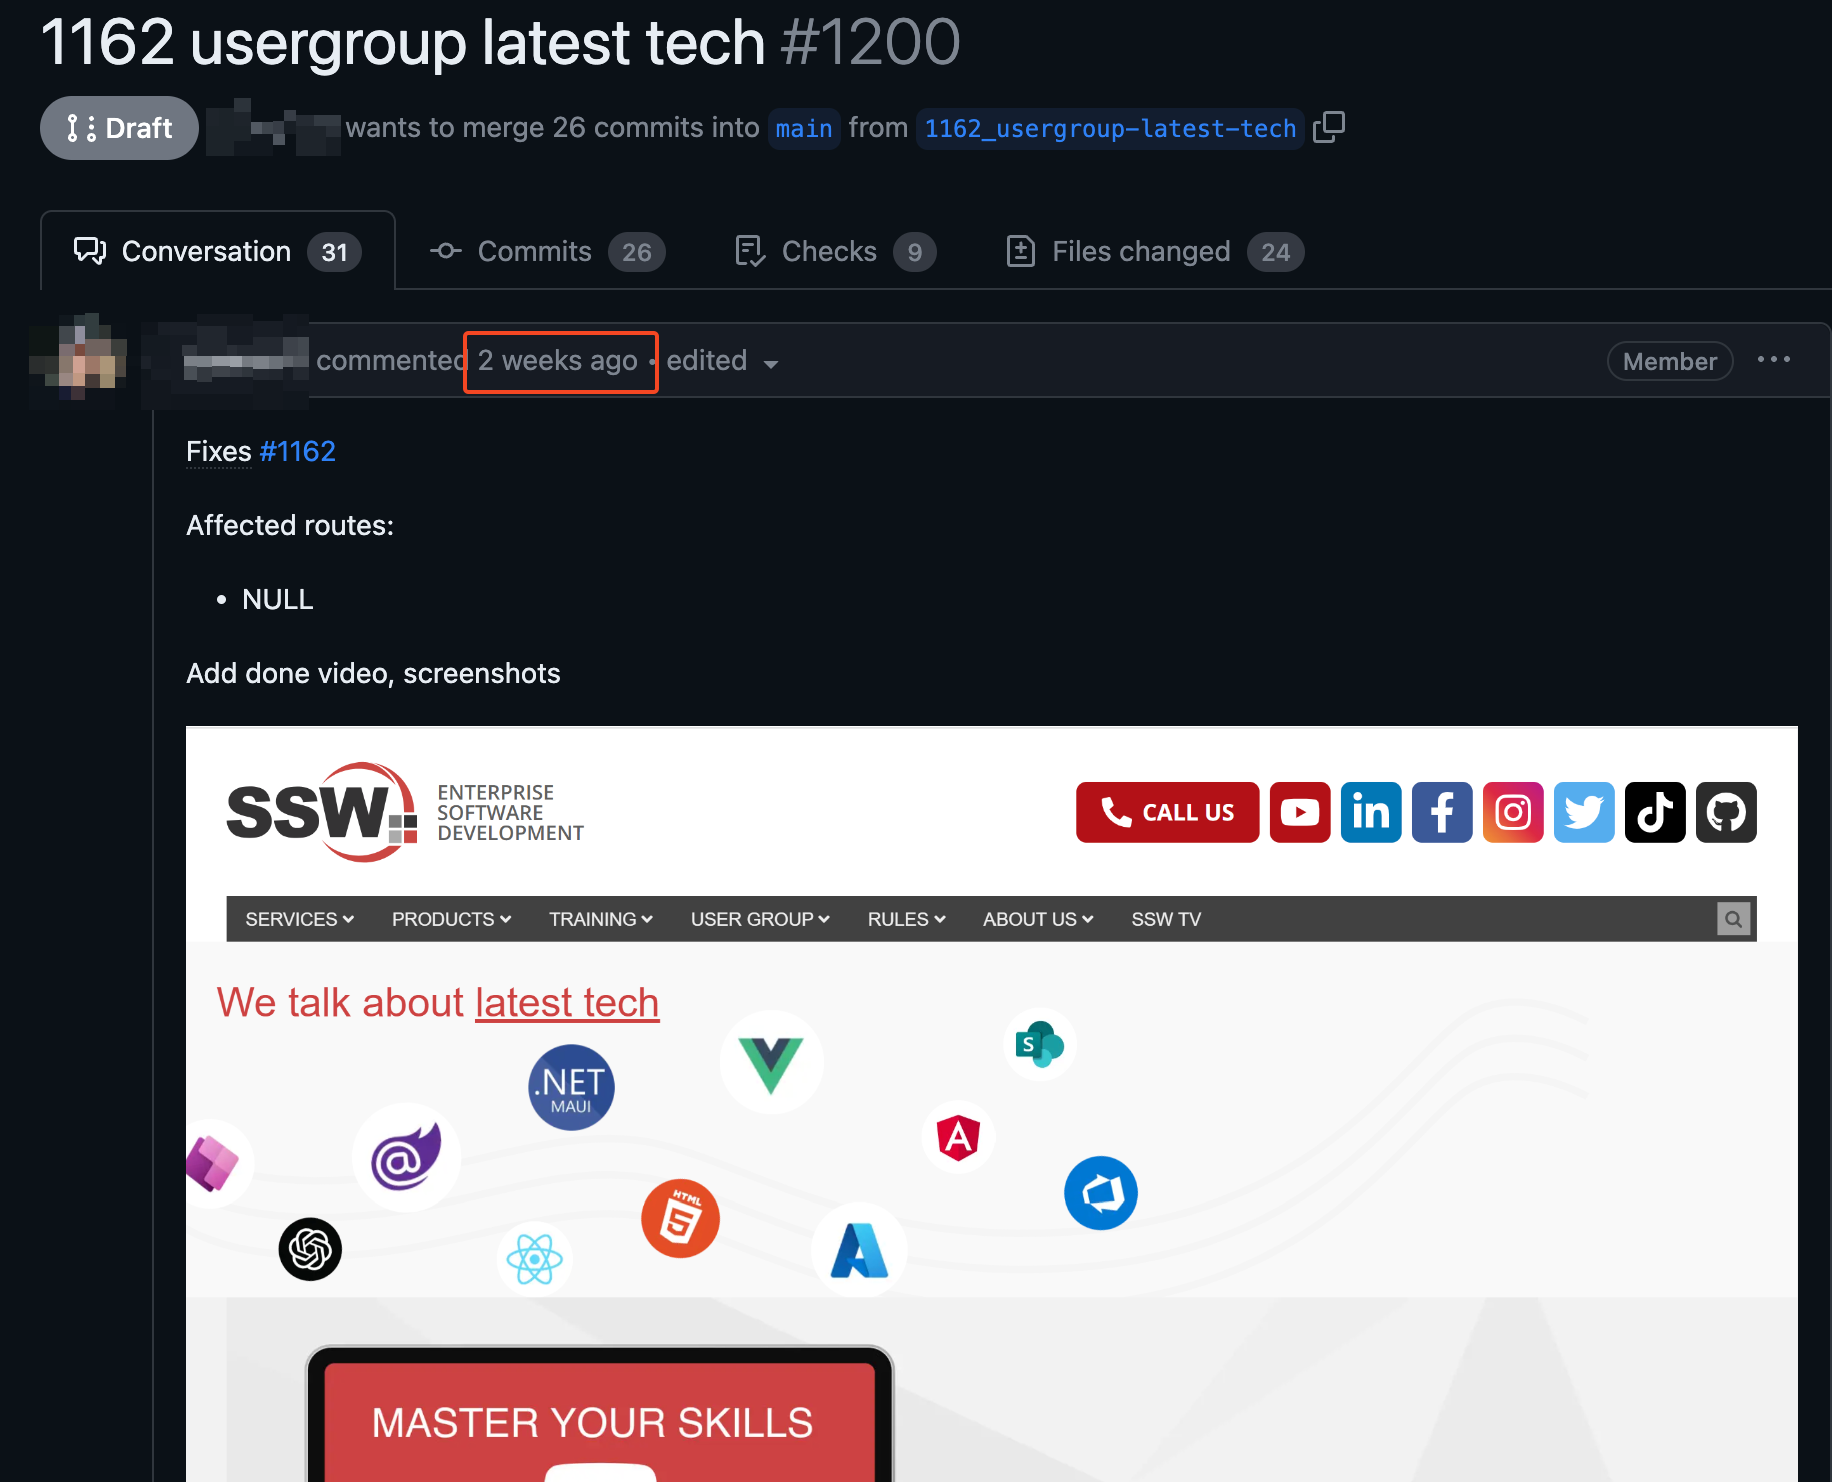 1162 usergroup latest tech #1200
Draft wants to merge 26 commits into main from 1162_usergroup-latest-tech
Conversation 31 Commits 26 Checks 9 Files changed 24
commented 2 weeks ago • edited Member
Fixes #1162
Affected routes:
• NULL
Add done video, screenshots
SSW ENTERPRISE
SOFTWARE
DEVELOPMENT
CALL US
SERVICES PRODUCTS TRAINING USER GROUP RULES ABOUT US SSW TV
We talk about latest tech
S
.NET
MAUI
HTML
5
MASTER YOUR SKILLS